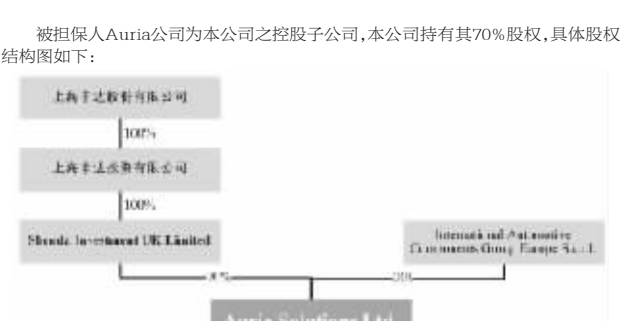 被担保人Auria公司为本公司之控股子公司,本公司持有其70%股权,具体股权
结构图如下:
上海申达股份有限公司
100%
上海申达投资有限公司
100%
Shenda Investment UK Limited
International Automotive
Components Group Europe S.a.r.l.
Auria Solutions Ltd.